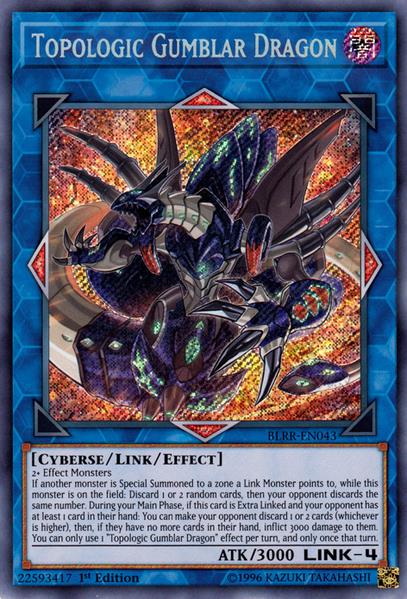 TOPOLOGIC GUMBLAR DRAGON
BLRR-EN043
[CYBERSE/LINK/EFFECT]
2+ Effect Monsters
If another monster is Special Summoned to a zone a Link Monster points to, while this
monster is on the field: Discard 1 or 2 random cards, then your opponent discards the
same number. During your Main Phase, if this card is Extra Linked and your opponent has
at least 1 card in their hand: You can make your opponent discard 1 or 2 cards (whichever
is higher), then, if they have no more cards in their hand, inflict 3000 damage to them.
You can only use 1 "Topologic Gumblar Dragon" effect per turn, and only once that turn.
ATK/3000 LINK-4
22593417 1st Edition ©1996 KAZUKI TAKAHASHI